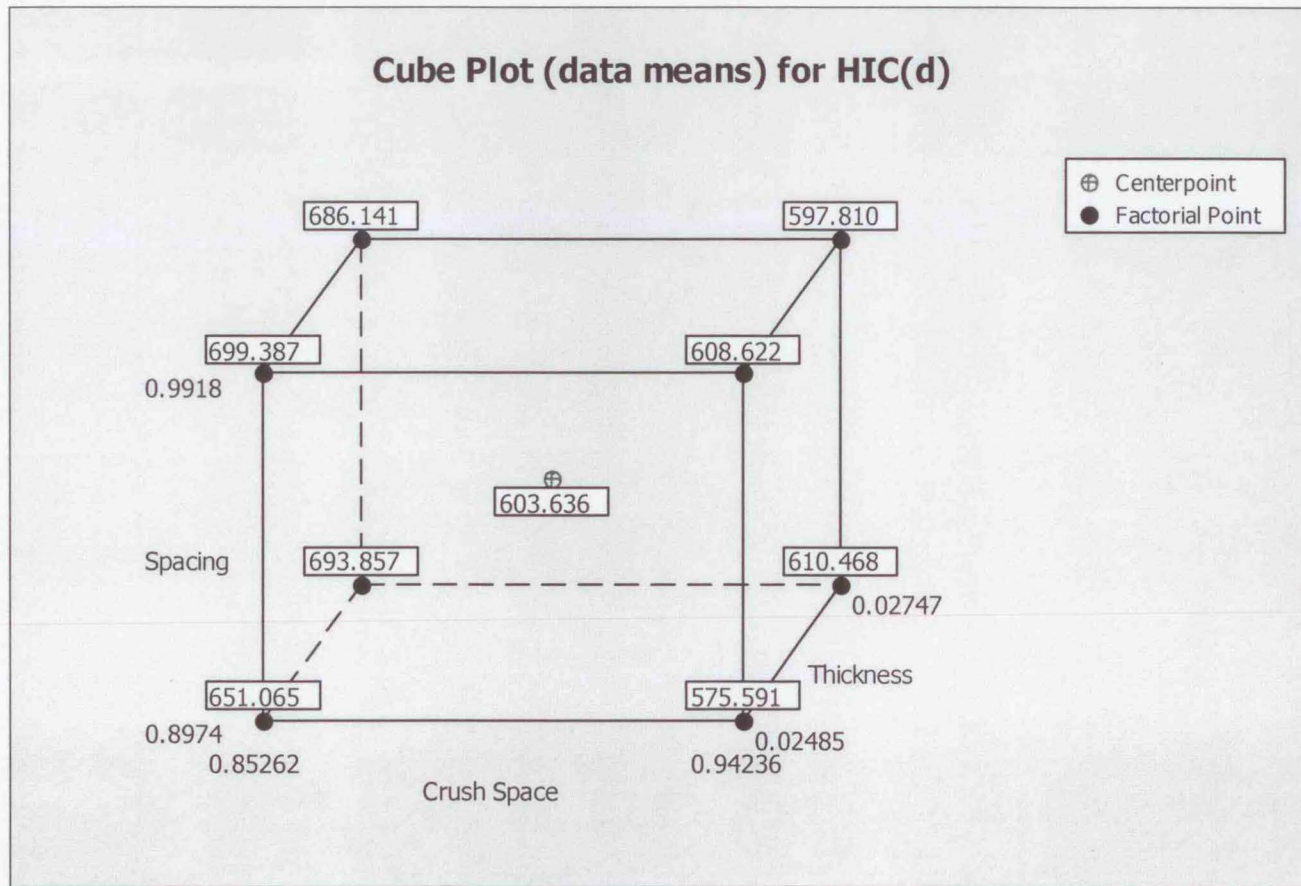 Cube Plot (data means) for HIC(d)
Centerpoint
Factorial Point
686.141
597.810
699.387
608.622
0.9918
603.636
Spacing
693.857
610.468
0.02747
Thickness
651.065
575.591
0.8974
0.02485
0.85262
0.94236
Crush Space